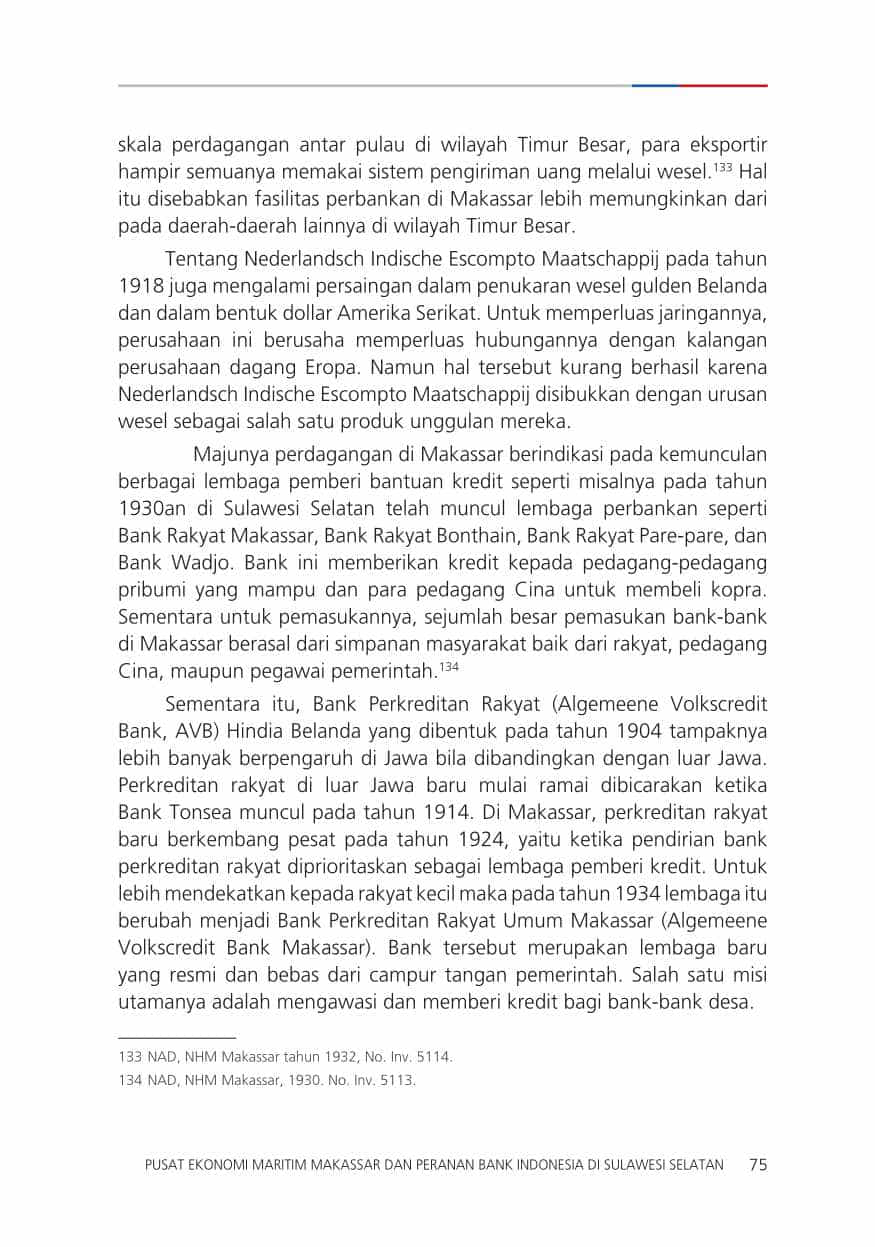 skala perdagangan antar pulau di wilayah Timur Besar, para eksportir
hampir semuanya memakai sistem pengiriman uang melalui wesel.133 Hal
itu disebabkan fasilitas perbankan di Makassar lebih memungkinkan dari
pada daerah-daerah lainnya di wilayah Timur Besar.
Tentang Nederlandsch Indische Escompto Maatschappij pada tahun
1918 juga mengalami persaingan dalam penukaran wesel gulden Belanda
dan dalam bentuk dollar Amerika Serikat. Untuk memperluas jaringannya,
perusahaan ini berusaha memperluas hubungannya dengan kalangan
perusahaan dagang Eropa. Namun hal tersebut kurang berhasil karena
Nederlandsch Indische Escompto Maatschappij disibukkan dengan urusan
wesel sebagai salah satu produk unggulan mereka.
Majunya perdagangan di Makassar berindikasi pada kemunculan
berbagai lembaga pemberi bantuan kredit seperti misalnya pada tahun
1930an di Sulawesi Selatan telah muncul lembaga perbankan seperti
Bank Rakyat Makassar, Bank Rakyat Bonthain, Bank Rakyat Pare-pare, dan
Bank Wadjo. Bank ini memberikan kredit kepada pedagang-pedagang
pribumi yang mampu dan para pedagang Cina untuk membeli kopra.
Sementara untuk pemasukannya, sejumlah besar pemasukan bank-bank
di Makassar berasal dari simpanan masyarakat baik dari rakyat, pedagang
Cina, maupun pegawai pemerintah.134
Sementara itu, Bank Perkreditan Rakyat (Algemeene Volkscredit
Bank, AVB) Hindia Belanda yang dibentuk pada tahun 1904 tampaknya
lebih banyak berpengaruh di Jawa bila dibandingkan dengan luar Jawa.
Perkreditan rakyat di luar Jawa baru mulai ramai dibicarakan ketika
Bank Tonsea muncul pada tahun 1914. Di Makassar, perkreditan rakyat
baru berkembang pesat pada tahun 1924, yaitu ketika pendirian bank
perkreditan rakyat diprioritaskan sebagai lembaga pemberi kredit. Untuk
lebih mendekatkan kepada rakyat kecil maka pada tahun 1934 lembaga itu
berubah menjadi Bank Perkreditan Rakyat Umum Makassar (Algemeene
Volkscredit Bank Makassar). Bank tersebut merupakan lembaga baru
yang resmi dan bebas dari campur tangan pemerintah. Salah satu misi
utamanya adalah mengawasi dan memberi kredit bagi bank-bank desa.
133 NAD, NHM Makassar tahun 1932, No. Inv. 5114.
134 NAD, NHM Makassar, 1930. No. Inv. 5113.
PUSAT EKONOMI MARITIM MAKASSAR DAN PERANAN BANK INDONESIA DI SULAWESI SELATAN 75